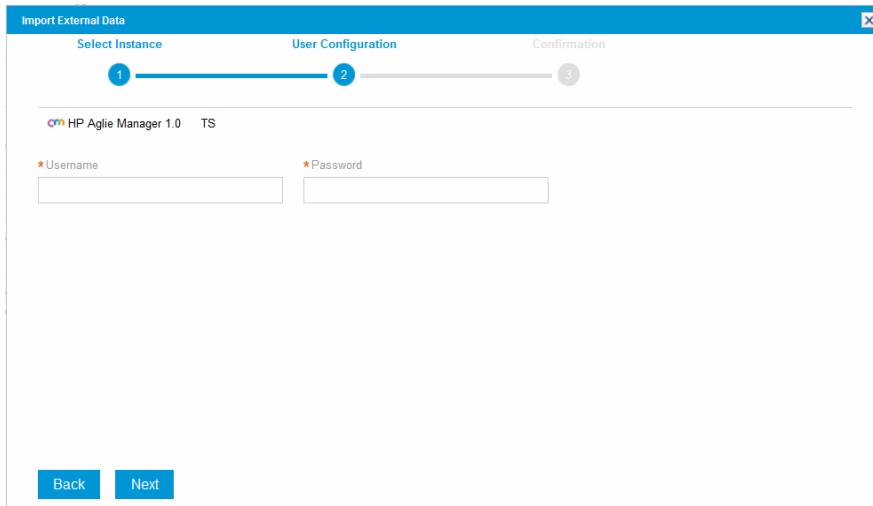 Import External Data
Select Instance User Configuration Confirmation
1 2 3
HP Aglie Manager 1.0 TS
*Username *Password
Back Next